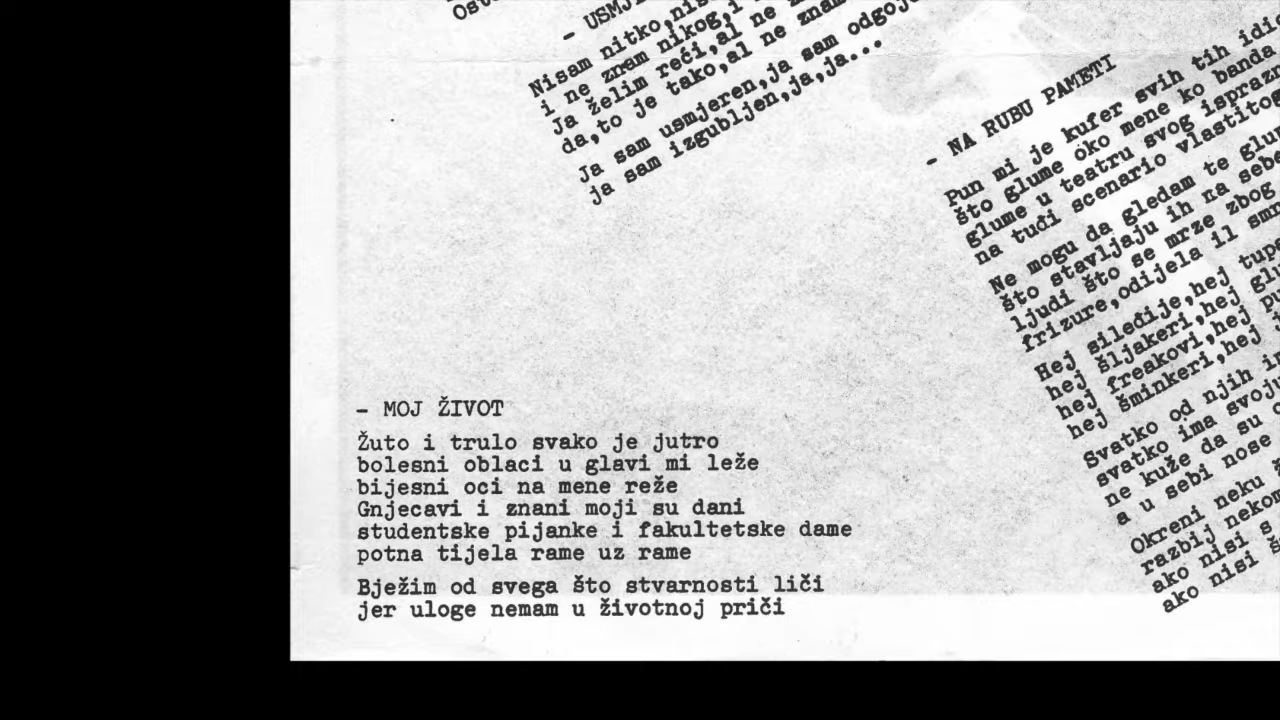 - USMJ
Nisam nitko,nis
i ne znam nikog,i
Ja želim reći,al ne
da,to je tako,al ne znam
Ja sam usmjeren,ja sam odgoje
ja sam izgubljen,ja,ja...
- NA RUBU PAMETI
Pun mi je kufer svih tih idi
što glume oko mene ko banda
glume u teatru svog isprazn
na tuđi scenario vlastitog
Ne mogu da gledam te glu
što stavljaju ih na seb
ljudi što se mrze zbog
frizure,odijela il sm
Hej siledije,hej tup
hej šljakeri,hej gl
hej freakovi,hej p
hej šminkeri,hej
Svatko od njih i
svatko ima svoju
ne kuže da su
a u sebi nose
Okreni neku
razbij nekom
ako nisi s
ako nisi š
- MOJ ŽIVOT
Žuto i trulo svako je jutro
bolesni oblaci u glavi mi leže
bijesni oci na mene reže
Gnjecavi i znani moji su dani
studentske pijanke i fakultetske dame
potna tijela rame uz rame
Bježim od svega što stvarnosti liči
jer uloge nemam u životnoj priči